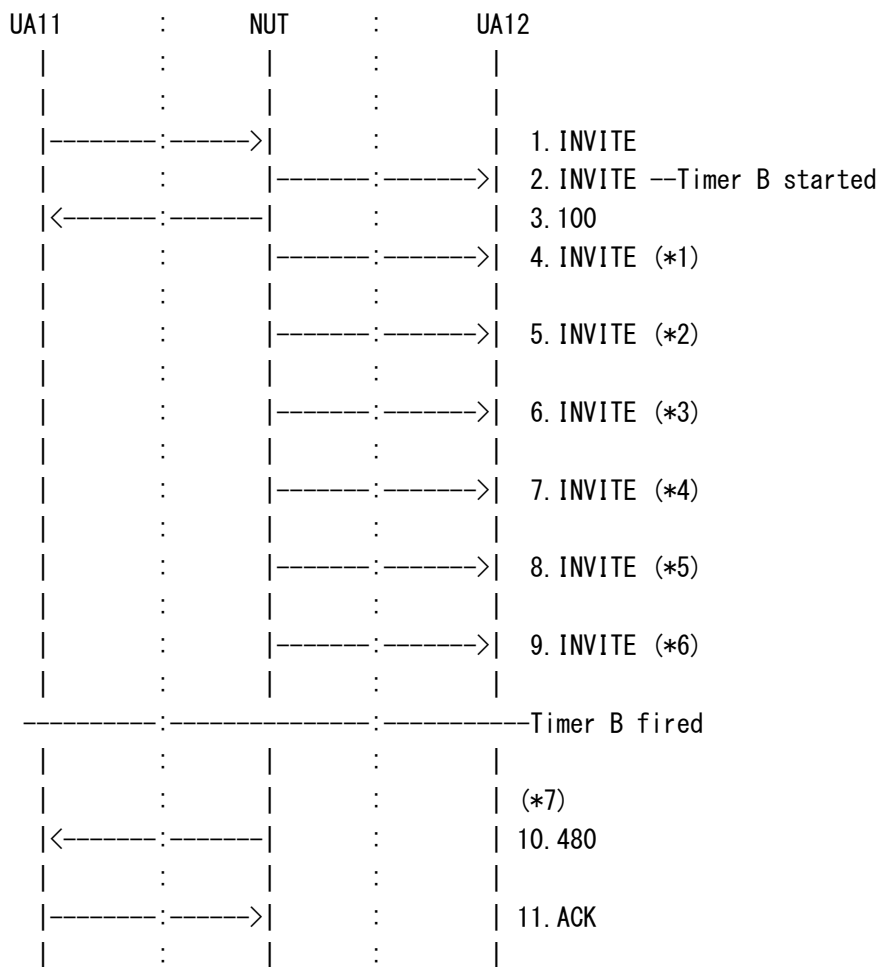 UA11 : NUT : UA12
| : | : |
| : | : |
|--------:------>| : | 1. INVITE
| : |-------:------->| 2. INVITE --Timer B started
|<-------:-------| : | 3. 100
| : |-------:------->| 4. INVITE (*1)
| : | : |
| : |-------:------->| 5. INVITE (*2)
| : | : |
| : |-------:------->| 6. INVITE (*3)
| : | : |
| : |-------:------->| 7. INVITE (*4)
| : | : |
| : |-------:------->| 8. INVITE (*5)
| : | : |
| : |-------:------->| 9. INVITE (*6)
| : | : |
----------:---------------:-----------Timer B fired
| : | : |
| : | : | (*7)
|<-------:-------| : | 10. 480
| : | : |
|--------:------>| : | 11. ACK
| : | : |